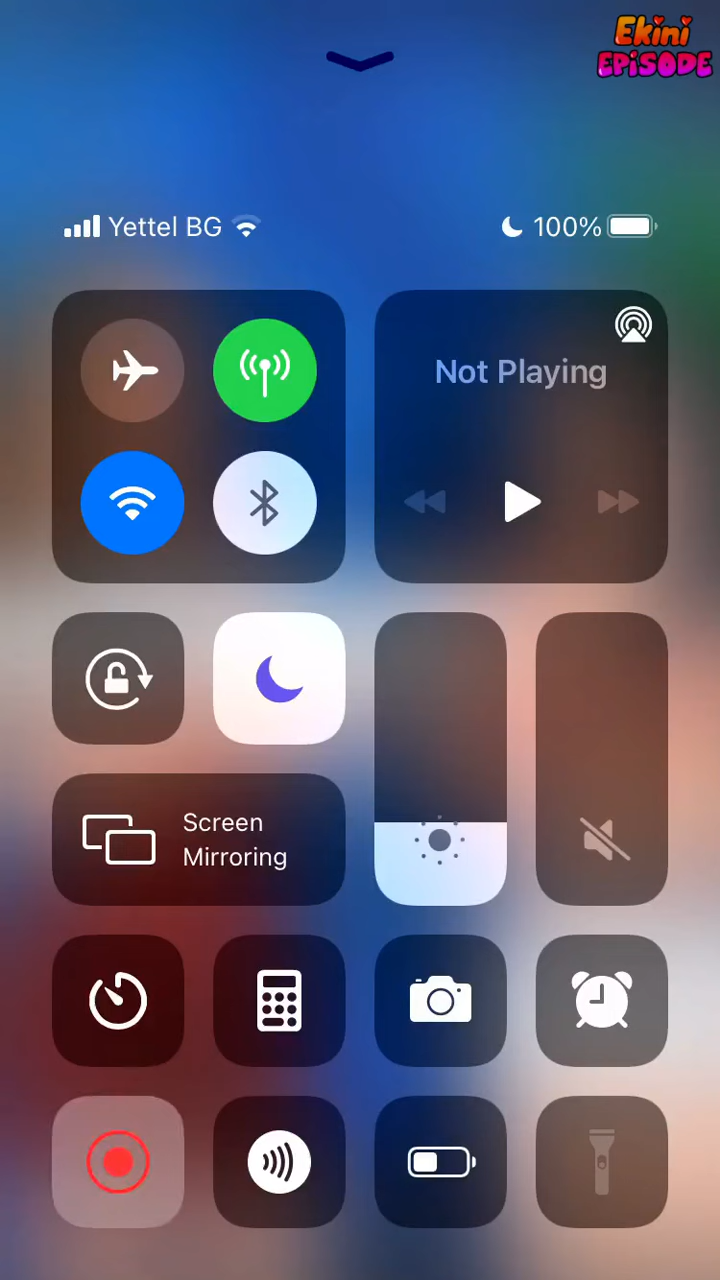 Ekini
EPiSODE
Yettel BG
100%
Not Playing
Screen
Mirroring